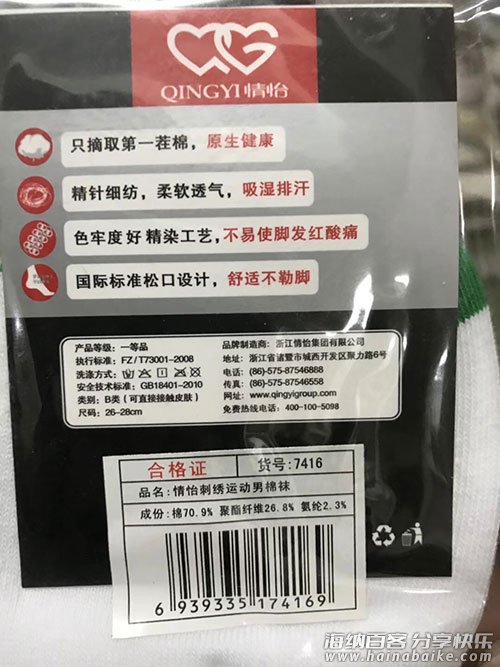 QINGYI情怡
只摘取第一茬棉，原生健康
精针细纺，柔软透气，吸湿排汗
色牢度好 精染工艺，不易使脚发红酸痛
国际标准松口设计，舒适不勒脚
产品等级：一等品
执行标准：FZ/T73001-2008
洗涤方式：
安全技术标准：GB18401-2010
类别：B类（可直接接触皮肤）
尺码：26-28cm
品牌制造商：浙江情怡集团有限公司
地址：浙江省诸暨市城西开发区聚力路6号
电话：(86)-575-87546888
传真：(86)-575-87546558
网址：www.qingyigroup.com
免费热线电话：400-100-5098
合格证 货号:7416
品名:情怡刺绣运动男棉袜
成份:棉70.9% 聚酯纤维26.8% 氨纶2.3%
6 939335 174169
海纳百客 分享快乐
www.hainabaike.com